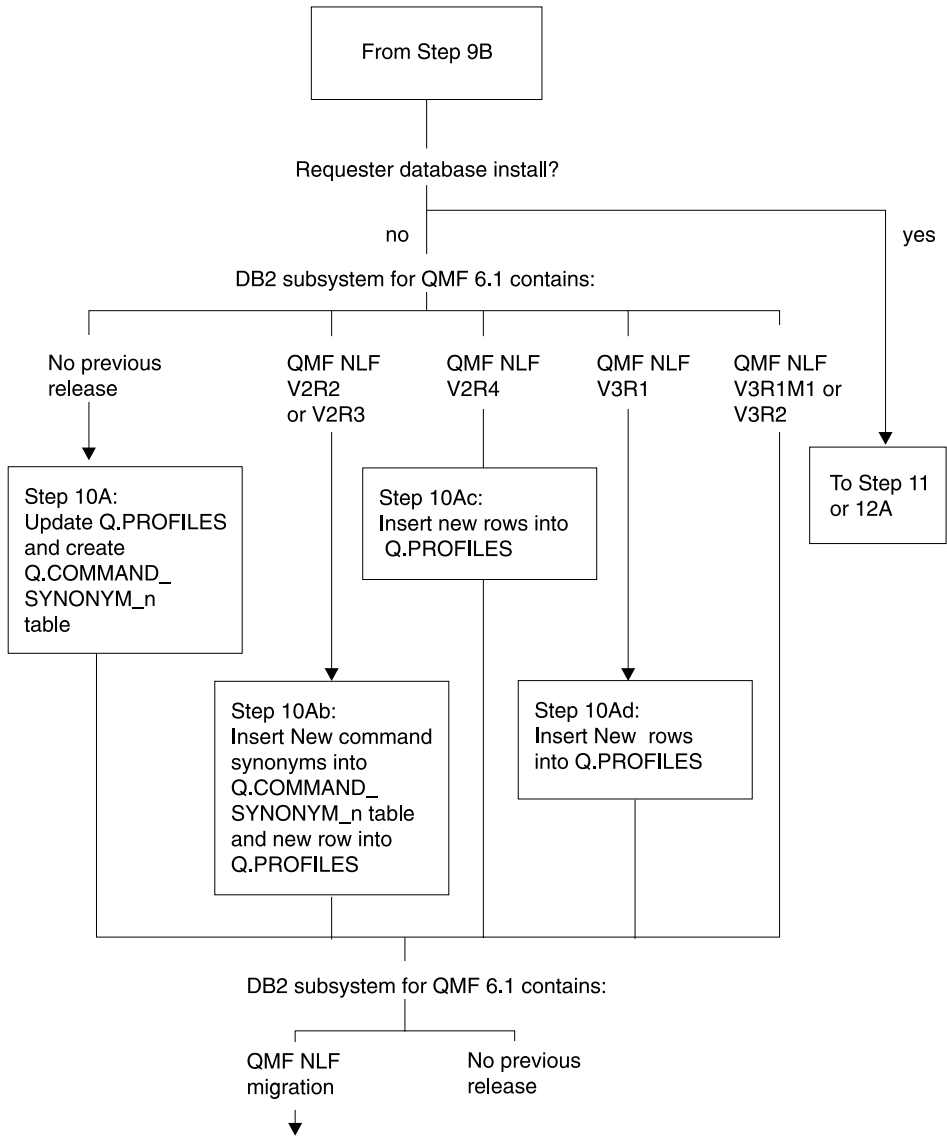 From Step 9B
Requester database install?
no
yes
DB2 subsystem for QMF 6.1 contains:
No previous
release
QMF NLF
V2R2
or V2R3
QMF NLF
V2R4
QMF NLF
V3R1
QMF NLF
V3R1M1 or
V3R2
Step 10A:
Update Q.PROFILES
and create
Q.COMMAND_
SYNONYM_n
table
Step 10Ac:
Insert new rows into
Q.PROFILES
To Step 11
or 12A
Step 10Ab:
Insert New command
synonyms into
Q.COMMAND_
SYNONYM_n table
and new row into
Q.PROFILES
Step 10Ad:
Insert New rows
into Q.PROFILES
DB2 subsystem for QMF 6.1 contains:
QMF NLF
migration
No previous
release